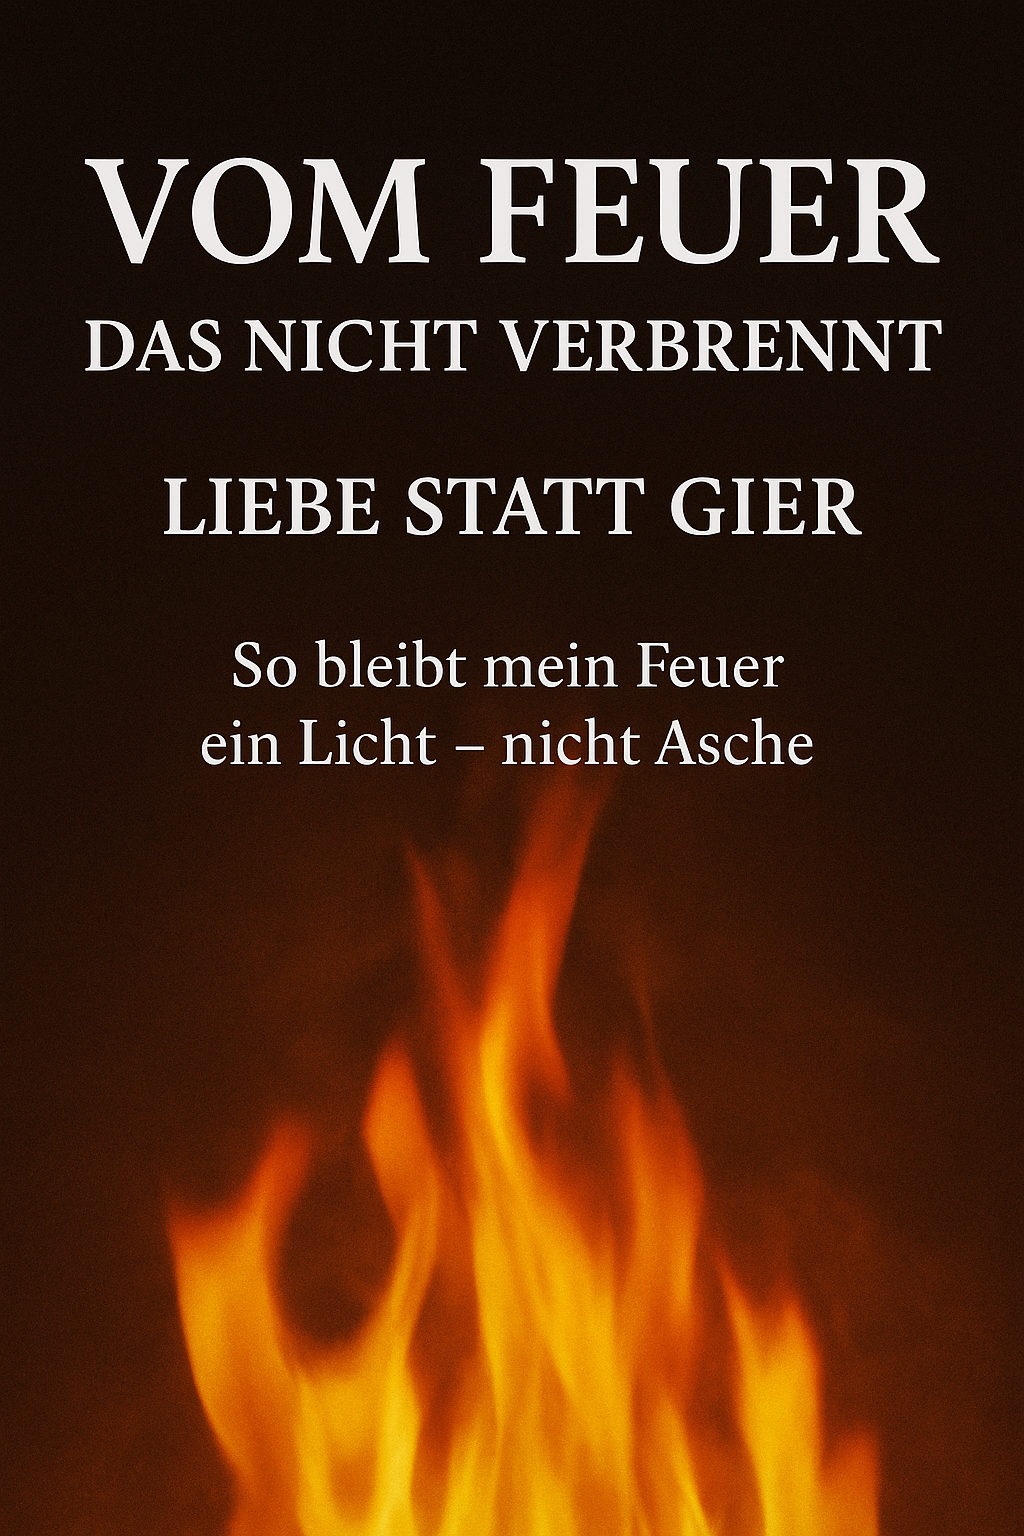 VOM FEUER
DAS NICHT VERBRENNT
LIEBE STATT GIER
So bleibt mein Feuer
ein Licht – nicht Asche